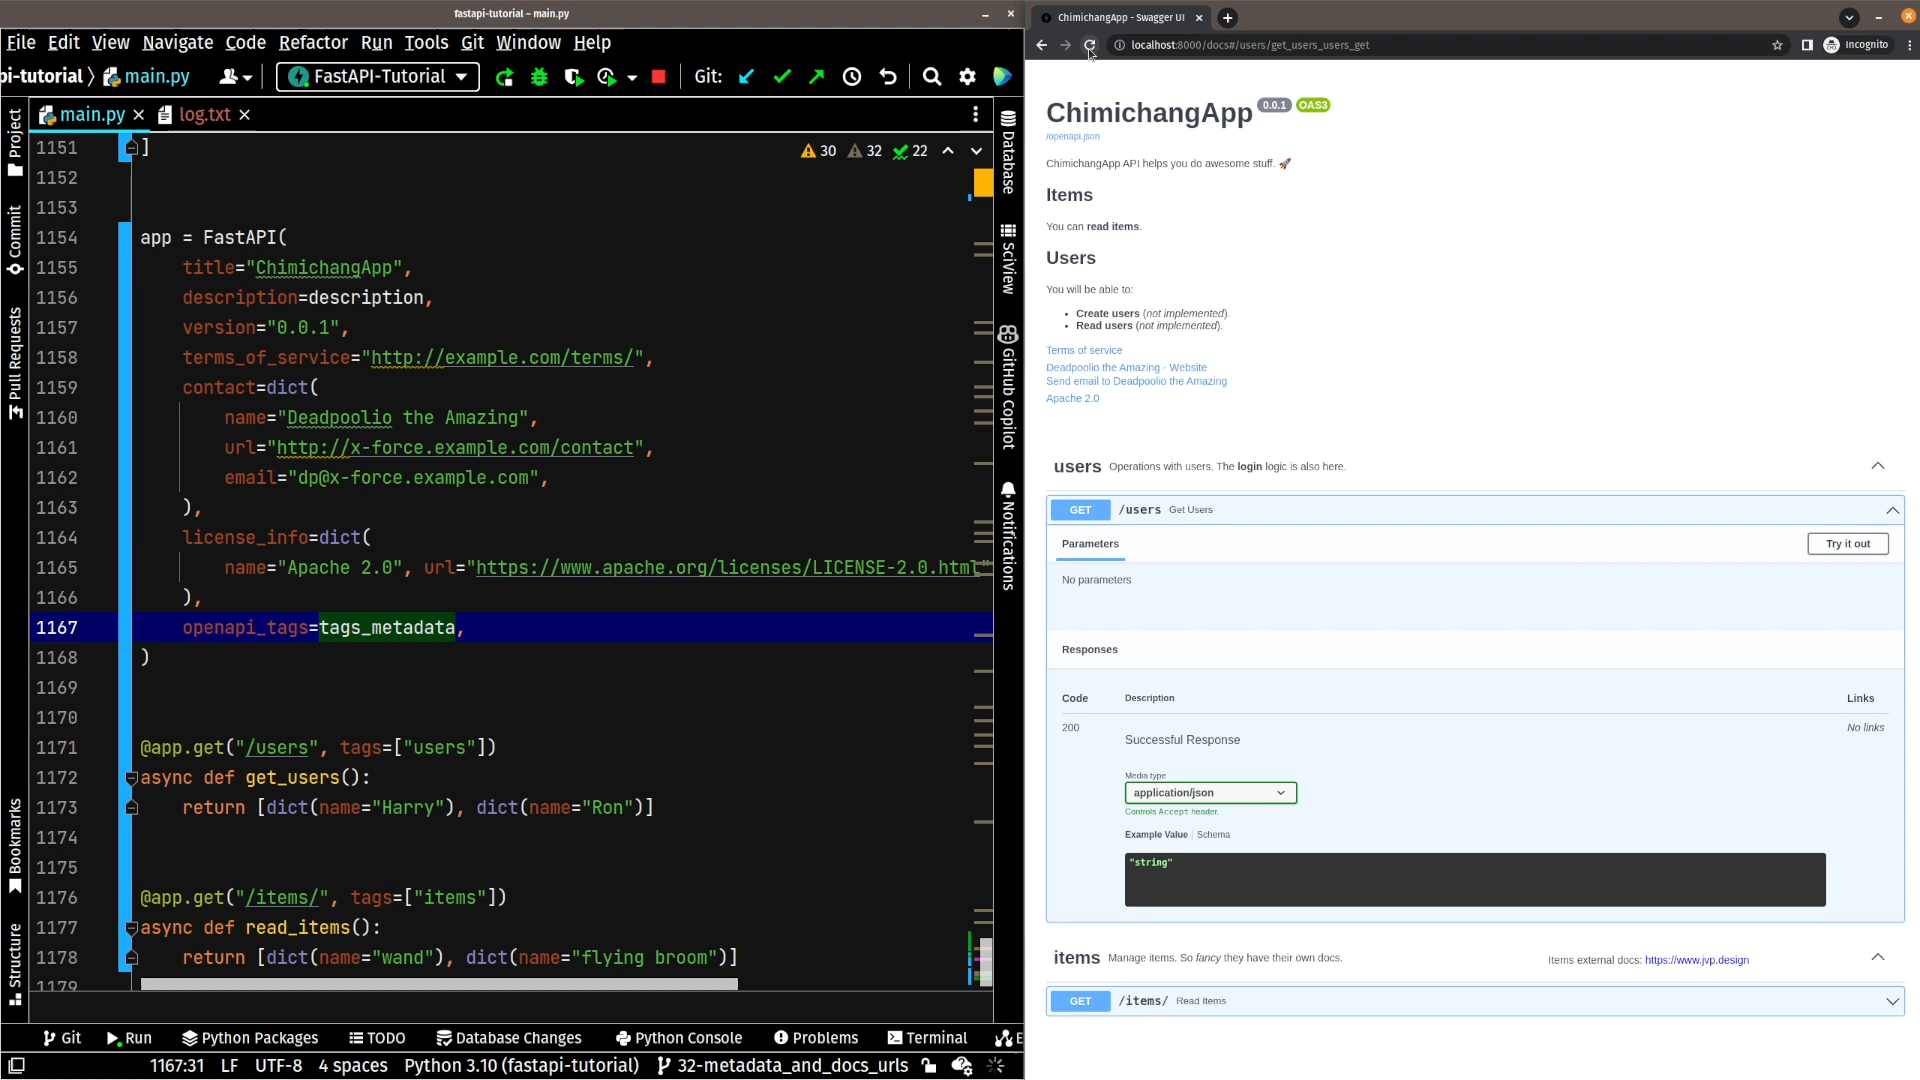 fastapi-tutorial – main.py
File Edit View Navigate Code Refactor Run Tools Git Window Help
pi-tutorial main.py FastAPI-Tutorial Git:
main.py log.txt
Project
Commit
Pull Requests
Bookmarks
Structure
30 32 22
1151 ]
1152
1153
1154 app = FastAPI(
1155 title="ChimichangApp",
1156 description=description,
1157 version="0.0.1",
1158 terms_of_service="http://example.com/terms/",
1159 contact=dict(
1160 name="Deadpoolio the Amazing",
1161 url="http://x-force.example.com/contact",
1162 email="dp@x-force.example.com",
1163 ),
1164 license_info=dict(
1165 name="Apache 2.0", url="https://www.apache.org/licenses/LICENSE-2.0.html"
1166 ),
1167 openapi_tags=tags_metadata,
1168 )
1169
1170
1171 @app.get("/users", tags=["users"])
1172 async def get_users():
1173 return [dict(name="Harry"), dict(name="Ron")]
1174
1175
1176 @app.get("/items/", tags=["items"])
1177 async def read_items():
1178 return [dict(name="wand"), dict(name="flying broom")]
1179
Database
SciView
GitHub Copilot
Notifications
Git Run Python Packages TODO Database Changes Python Console Problems Terminal E
1167:31 LF UTF-8 4 spaces Python 3.10 (fastapi-tutorial) 32-metadata_and_docs_urls
ChimichangApp - Swagger UI
localhost:8000/docs#/users/get_users_users_get Incognito
ChimichangApp 0.0.1 OAS3
/openapi.json
ChimichangApp API helps you do awesome stuff. 🚀
Items
You can read items.
Users
You will be able to:
• Create users (not implemented).
• Read users (not implemented).
Terms of service
Deadpoolio the Amazing - Website
Send email to Deadpoolio the Amazing
Apache 2.0
users Operations with users. The login logic is also here.
GET /users Get Users
Parameters Try it out
No parameters
Responses
Code Description Links
200 Successful Response No links
Media type
application/json
Controls Accept header.
Example Value Schema
"string"
items Manage items. So fancy they have their own docs. Items external docs: https://www.jvp.design
GET /items/ Read Items